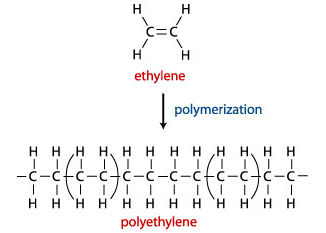 H H
C=C
H H
ethylene
polymerization
H H H H H H H H H H H H
–C–C–(C–C)–C–C–C–C–(C–C)–C–C–
H H H H H H H H H H H H
polyethylene